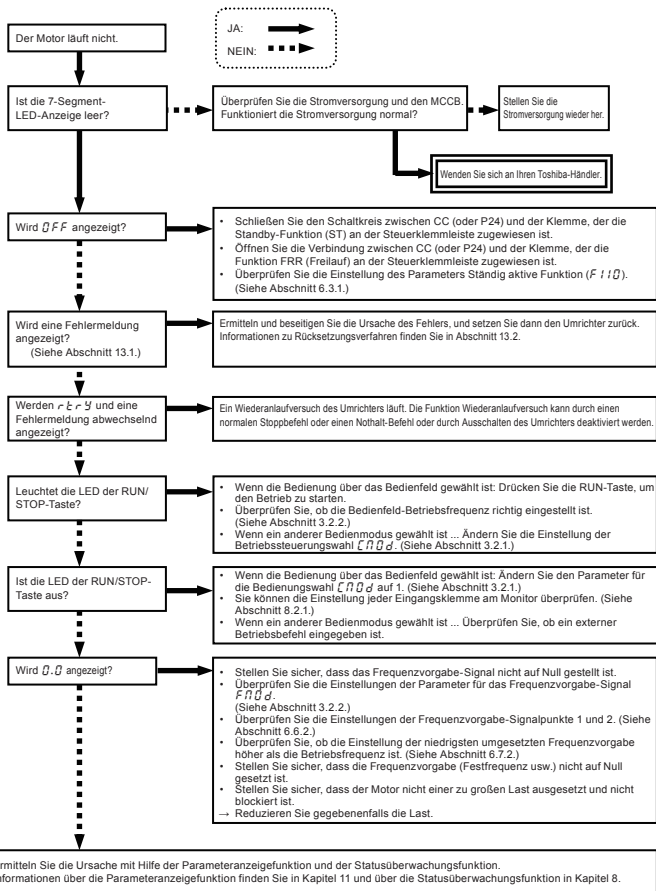 JA:
NEIN:
Der Motor läuft nicht.
Ist die 7-Segment-
LED-Anzeige leer?
Überprüfen Sie die Stromversorgung und den MCCB.
Funktioniert die Stromversorgung normal?
Stellen Sie die
Stromversorgung wieder her.
Wenden Sie sich an Ihren Toshiba-Händler.
Wird OFF angezeigt?
• Schließen Sie den Schaltkreis zwischen CC (oder P24) und der Klemme, der die
Standby-Funktion (ST) an der Steuerklemmleiste zugewiesen ist.
• Öffnen Sie die Verbindung zwischen CC (oder P24) und der Klemme, der die
Funktion FRR (Freilauf) an der Steuerklemmleiste zugewiesen ist.
• Überprüfen Sie die Einstellung des Parameters Ständig aktive Funktion (F110).
(Siehe Abschnitt 6.3.1.)
Wird eine Fehlermeldung
angezeigt?
(Siehe Abschnitt 13.1.)
Ermitteln und beseitigen Sie die Ursache des Fehlers, und setzen Sie dann den Umrichter zurück.
Informationen zu Rücksetzungsverfahren finden Sie in Abschnitt 13.2.
Werden rtry und eine
Fehlermeldung abwechselnd
angezeigt?
Ein Wiederanlaufversuch des Umrichters läuft. Die Funktion Wiederanlaufversuch kann durch einen
normalen Stoppbefehl oder einen Nothalt-Befehl oder durch Ausschalten des Umrichters deaktiviert werden.
Leuchtet die LED der RUN/
STOP-Taste?
• Wenn die Bedienung über das Bedienfeld gewählt ist: Drücken Sie die RUN-Taste, um
den Betrieb zu starten.
• Überprüfen Sie, ob die Bedienfeld-Betriebsfrequenz richtig eingestellt ist.
(Siehe Abschnitt 3.2.2.)
• Wenn ein anderer Bedienmodus gewählt ist ... Ändern Sie die Einstellung der
Betriebssteuerungswahl CMOd. (Siehe Abschnitt 3.2.1.)
Ist die LED der RUN/STOP-
Taste aus?
• Wenn die Bedienung über das Bedienfeld gewählt ist: Ändern Sie den Parameter für
die Bedienungswahl CMOd auf 1. (Siehe Abschnitt 3.2.1.)
• Sie können die Einstellung jeder Eingangsklemme am Monitor überprüfen. (Siehe
Abschnitt 8.2.1.)
• Wenn ein anderer Bedienmodus gewählt ist ... Überprüfen Sie, ob ein externer
Betriebsbefehl eingegeben ist.
Wird 0.0 angezeigt?
• Stellen Sie sicher, dass das Frequenzvorgabe-Signal nicht auf Null gestellt ist.
• Überprüfen Sie die Einstellungen der Parameter für das Frequenzvorgabe-Signal
FMOd.
(Siehe Abschnitt 3.2.2.)
• Überprüfen Sie die Einstellungen der Frequenzvorgabe-Signalpunkte 1 und 2. (Siehe
Abschnitt 6.6.2.)
• Überprüfen Sie, ob die Einstellung der niedrigsten umgesetzten Frequenzvorgabe
höher als die Betriebsfrequenz ist. (Siehe Abschnitt 6.7.2.)
• Stellen Sie sicher, dass die Frequenzvorgabe (Festfrequenz usw.) nicht auf Null
gesetzt ist.
• Stellen Sie sicher, dass der Motor nicht einer zu großen Last ausgesetzt und nicht
blockiert ist.
→ Reduzieren Sie gegebenenfalls die Last.
rmitteln Sie die Ursache mit Hilfe der Parameteranzeigefunktion und der Statusüberwachungsfunktion.
nformationen über die Parameteranzeigefunktion finden Sie in Kapitel 11 und über die Statusüberwachungsfunktion in Kapitel 8.